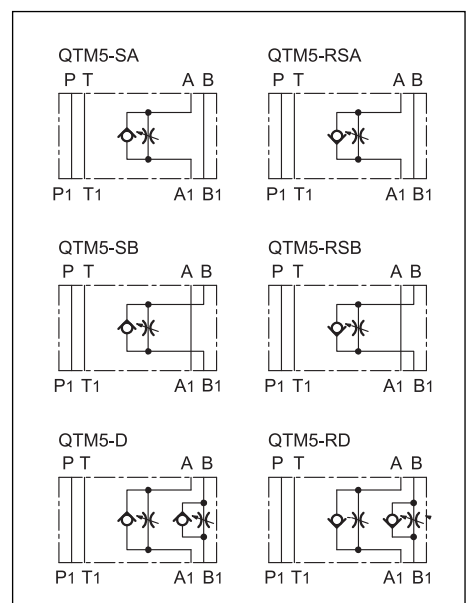 QTM5-SA
P T A B
P1 T1 A1 B1
QTM5-RSA
P T A B
P1 T1 A1 B1
QTM5-SB
P T A B
P1 T1 A1 B1
QTM5-RSB
P T A B
P1 T1 A1 B1
QTM5-D
P T A B
P1 T1 A1 B1
QTM5-RD
P T A B
P1 T1 A1 B1